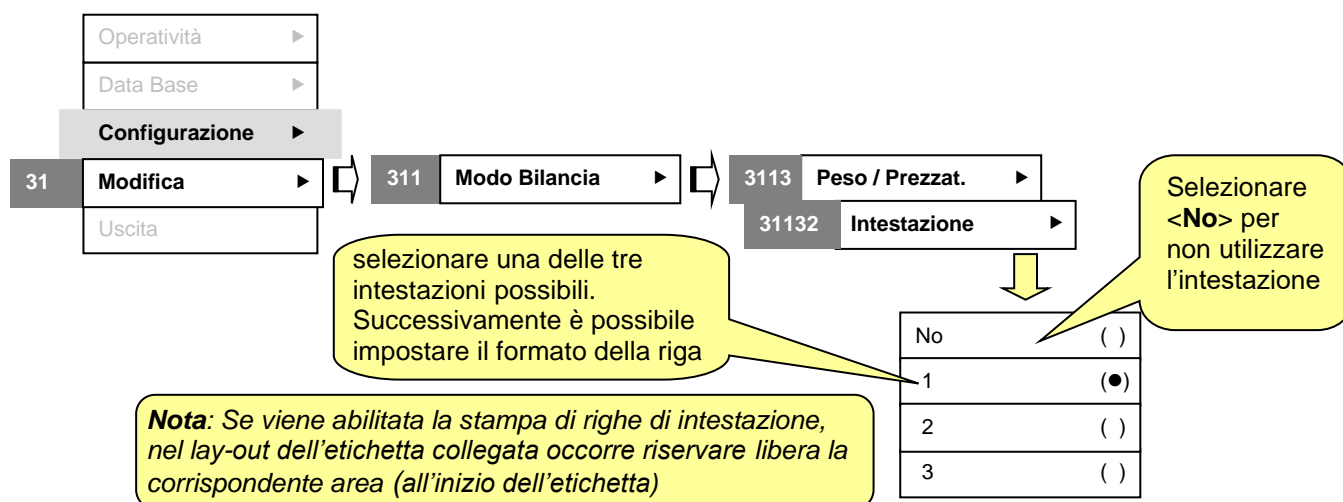 Operatività ▶
Data Base ▶
Configurazione ▶
31 Modifica ▶
311 Modo Bilancia ▶
3113 Peso / Prezzat. ▶
31132 Intestazione ▶
Uscita
Selezionare
<No> per
non utilizzare
l'intestazione
selezionare una delle tre
intestazioni possibili.
Successivamente è possibile
impostare il formato della riga
No ( )
1 (●)
2 ( )
3 ( )
Nota: Se viene abilitata la stampa di righe di intestazione,
nel lay-out dell'etichetta collegata occorre riservare libera la
corrispondente area (all'inizio dell'etichetta)